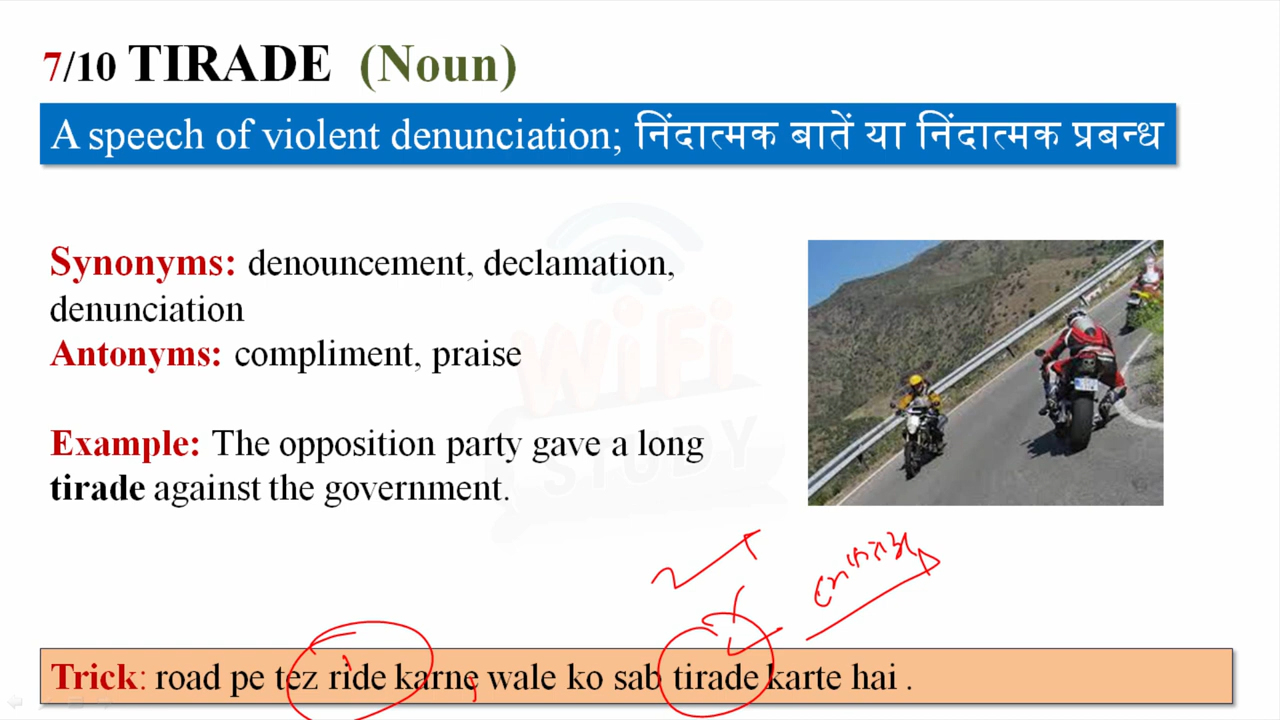 7/10 TIRADE (Noun)
A speech of violent denunciation; निंदात्मक बातें या निंदात्मक प्रबन्ध
Synonyms: denouncement, declamation,
denunciation
Antonyms: compliment, praise
WiFi
STUDY
Example: The opposition party gave a long
tirade against the government.
Trick: road pe tez ride karne wale ko sab tirade karte hai .